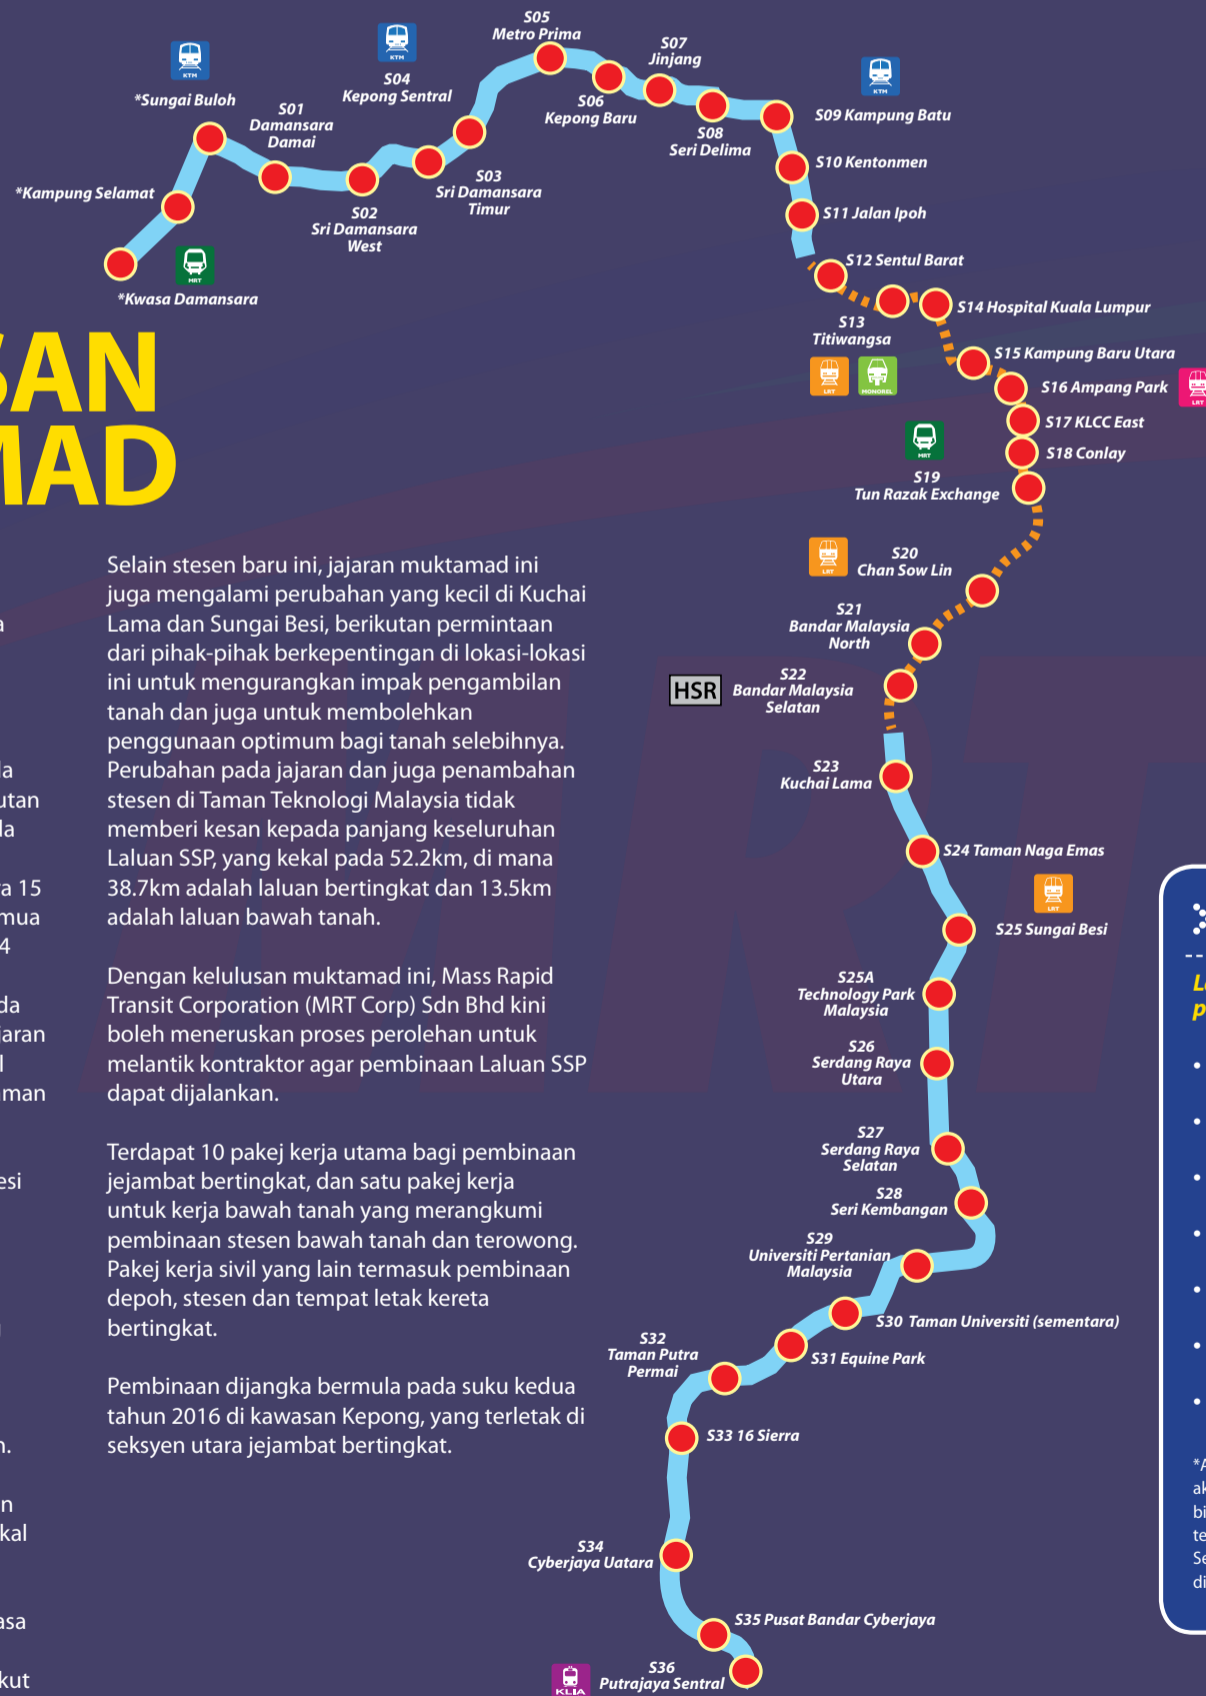 S05
Metro Prima
KTM
KTM
S04
Kepong Sentral
S07
Jinjang
KTM
*Sungai Buloh
S01
Damansara
Damai
S06
Kepong Baru
S09 Kampung Batu
S08
Seri Delima
S10 Kentonmen
*Kampung Selamat
S03
Sri Damansara
Timur
S02
Sri Damansara
West
S11 Jalan Ipoh
MRT
*Kwasa Damansara
S12 Sentul Barat
S13
Titiwangsa
S14 Hospital Kuala Lumpur
LRT
MONOREL
S15 Kampung Baru Utara
S16 Ampang Park
LRT
S17 KLCC East
MRT
S18 Conlay
S19
Tun Razak Exchange
LRT
S20
Chan Sow Lin
S21
Bandar Malaysia
North
HSR
S22
Bandar Malaysia
Selatan
S23
Kuchai Lama
S24 Taman Naga Emas
LRT
S25 Sungai Besi
S25A
Technology Park
Malaysia
S26
Serdang Raya
Utara
S27
Serdang Raya
Selatan
S28
Seri Kembangan
S29
Universiti Pertanian
Malaysia
S30 Taman Universiti (sementara)
S31 Equine Park
S32
Taman Putra
Permai
S33 16 Sierra
S34
Cyberjaya Uatara
S35 Pusat Bandar Cyberjaya
KLIA
S36
Putrajaya Sentral
SAN
MAD
Selain stesen baru ini, jajaran muktamad ini
juga mengalami perubahan yang kecil di Kuchai
Lama dan Sungai Besi, berikutan permintaan
dari pihak-pihak berkepentingan di lokasi-lokasi
ini untuk mengurangkan impak pengambilan
tanah dan juga untuk membolehkan
penggunaan optimum bagi tanah selebihnya.
Perubahan pada jajaran dan juga penambahan
stesen di Taman Teknologi Malaysia tidak
memberi kesan kepada panjang keseluruhan
Laluan SSP, yang kekal pada 52.2km, di mana
38.7km adalah laluan bertingkat dan 13.5km
adalah laluan bawah tanah.
Dengan kelulusan muktamad ini, Mass Rapid
Transit Corporation (MRT Corp) Sdn Bhd kini
boleh meneruskan proses perolehan untuk
melantik kontraktor agar pembinaan Laluan SSP
dapat dijalankan.
Terdapat 10 pakej kerja utama bagi pembinaan
jejambat bertingkat, dan satu pakej kerja
untuk kerja bawah tanah yang merangkumi
pembinaan stesen bawah tanah dan terowong.
Pakej kerja sivil yang lain termasuk pembinaan
depoh, stesen dan tempat letak kereta
bertingkat.
Pembinaan dijangka bermula pada suku kedua
tahun 2016 di kawasan Kepong, yang terletak di
seksyen utara jejambat bertingkat.